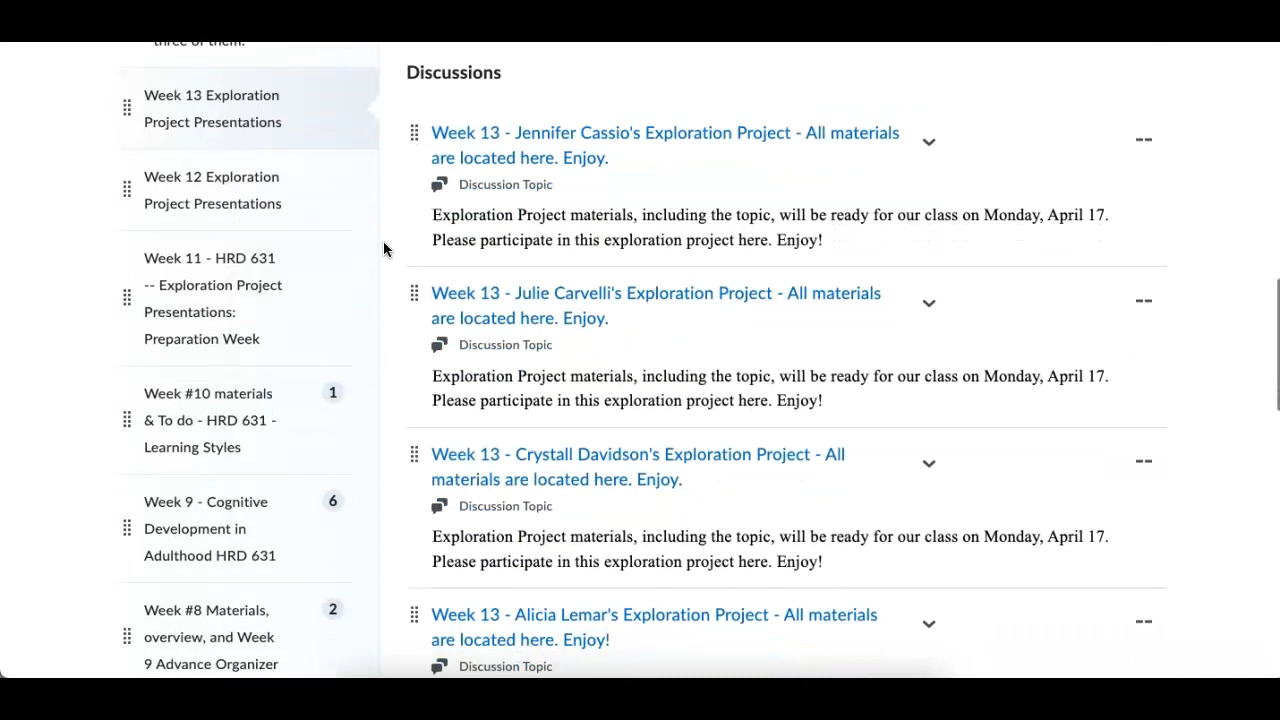 three of them.
Week 13 Exploration
Project Presentations
Week 12 Exploration
Project Presentations
Week 11 - HRD 631
-- Exploration Project
Presentations:
Preparation Week
Week #10 materials
& To do - HRD 631 -
Learning Styles
1
Week 9 - Cognitive
Development in
Adulthood HRD 631
6
Week #8 Materials,
overview, and Week
9 Advance Organizer
2
Discussions
Week 13 - Jennifer Cassio's Exploration Project - All materials
are located here. Enjoy.
Discussion Topic
Exploration Project materials, including the topic, will be ready for our class on Monday, April 17.
Please participate in this exploration project here. Enjoy!
--
Week 13 - Julie Carvelli's Exploration Project - All materials
are located here. Enjoy.
Discussion Topic
Exploration Project materials, including the topic, will be ready for our class on Monday, April 17.
Please participate in this exploration project here. Enjoy!
--
Week 13 - Crystall Davidson's Exploration Project - All
materials are located here. Enjoy.
Discussion Topic
Exploration Project materials, including the topic, will be ready for our class on Monday, April 17.
Please participate in this exploration project here. Enjoy!
--
Week 13 - Alicia Lemar's Exploration Project - All materials
are located here. Enjoy!
Discussion Topic
--